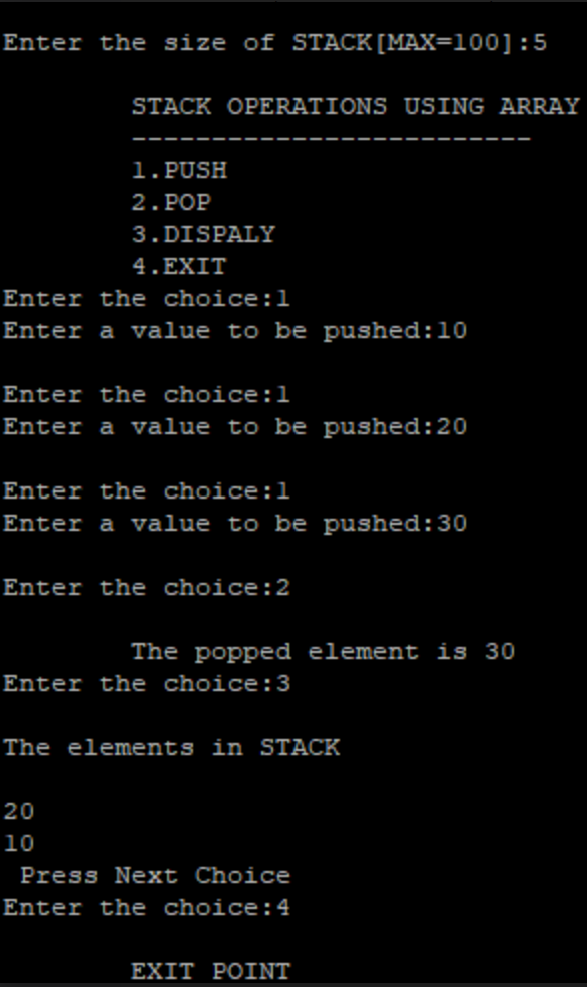 Enter the size of STACK[MAX=100]:5
STACK OPERATIONS USING ARRAY
-------------------------
1.PUSH
2.POP
3.DISPALY
4.EXIT
Enter the choice:1
Enter a value to be pushed:10
Enter the choice:1
Enter a value to be pushed:20
Enter the choice:1
Enter a value to be pushed:30
Enter the choice:2
The popped element is 30
Enter the choice:3
The elements in STACK
20
10
Press Next Choice
Enter the choice:4
EXIT POINT